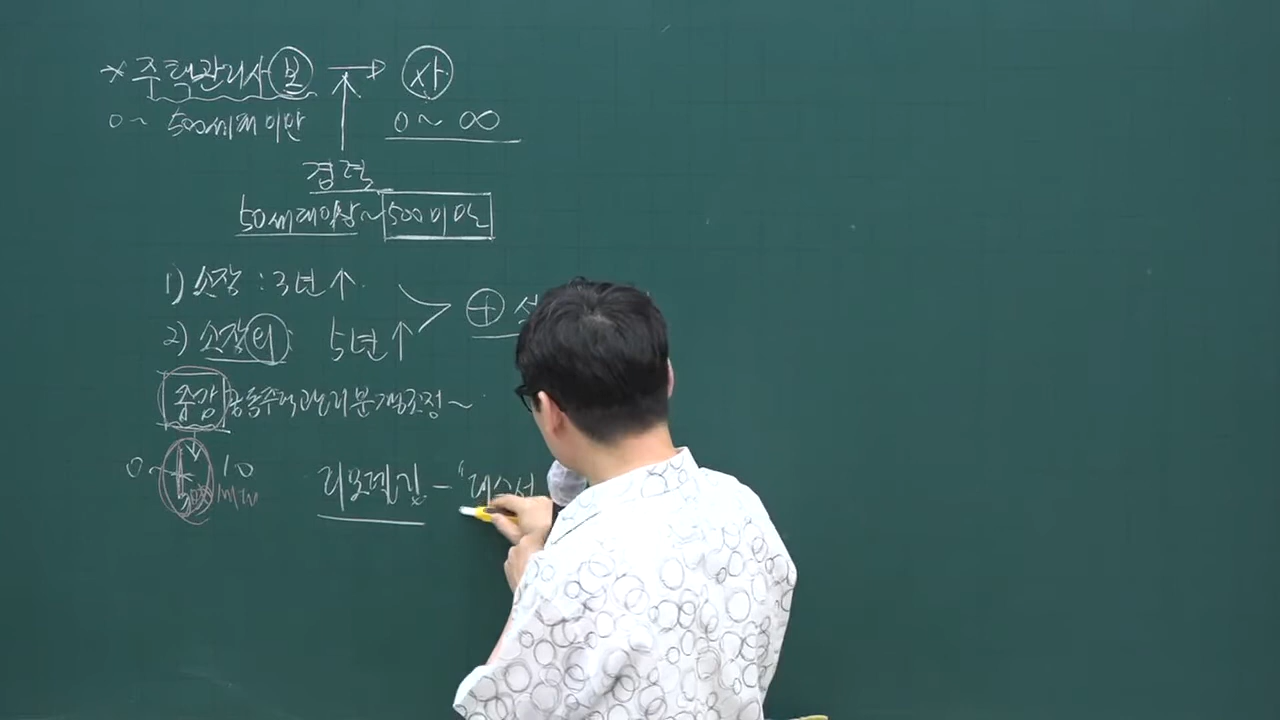 * 주택관리사보 → 사
0 ~ 500세대 미만 0 ~ ∞
경력
50세대이상 ~ 500미만
1) 소장 : 3년↑
2) 소장외 : 5년↑ ⊕
중앙 공동주택관리분쟁조정~
0 ~ 10
500
리모델링 - "대수선